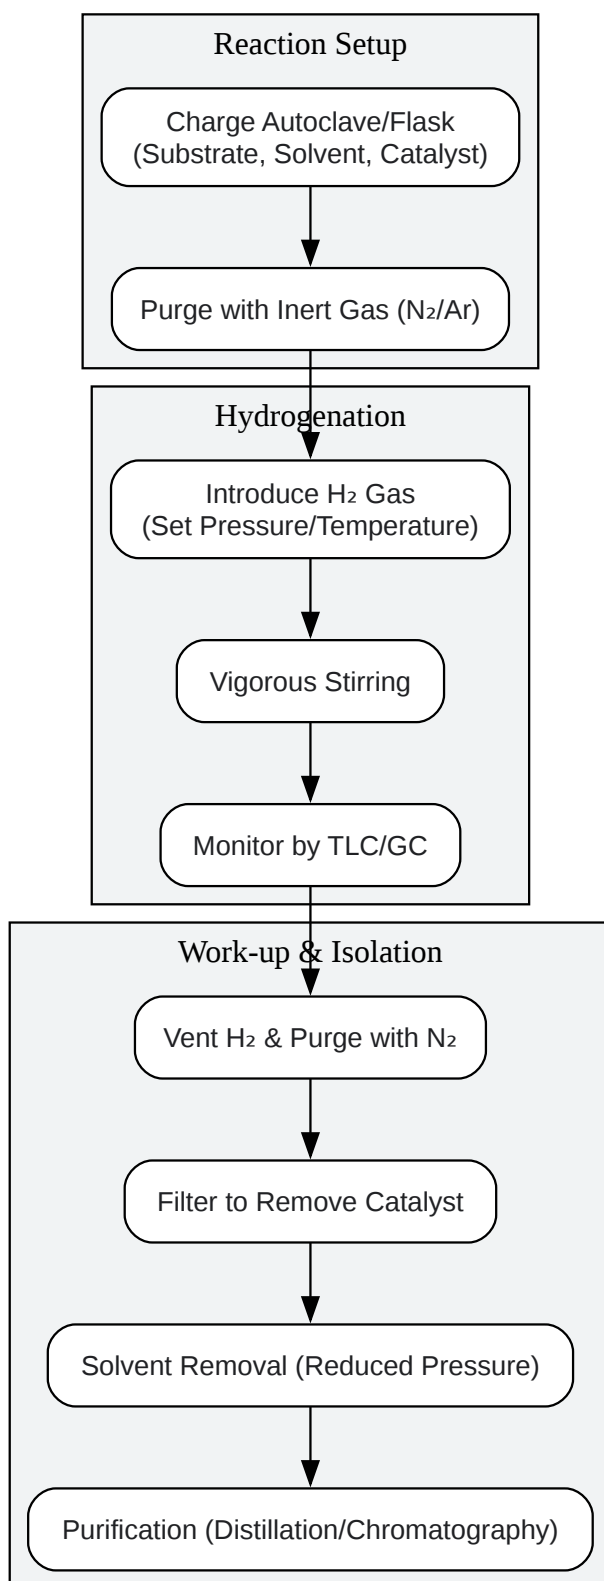 Reaction Setup
Charge Autoclave/Flask
(Substrate, Solvent, Catalyst)
Purge with Inert Gas (N₂/Ar)
Hydrogenation
Introduce H₂ Gas
(Set Pressure/Temperature)
Vigorous Stirring
Monitor by TLC/GC
Work-up & Isolation
Vent H₂ & Purge with N₂
Filter to Remove Catalyst
Solvent Removal (Reduced Pressure)
Purification (Distillation/Chromatography)